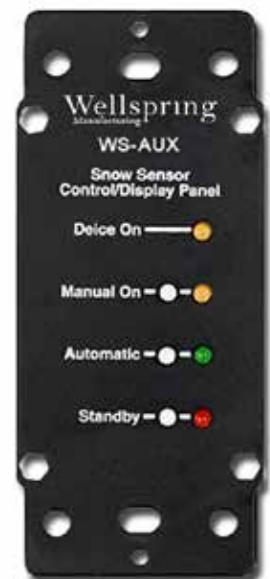 Wellspring
Manufacturing
WS-AUX
Snow Sensor
Control/Display Panel
Deice On
Manual On
Automatic
Standby